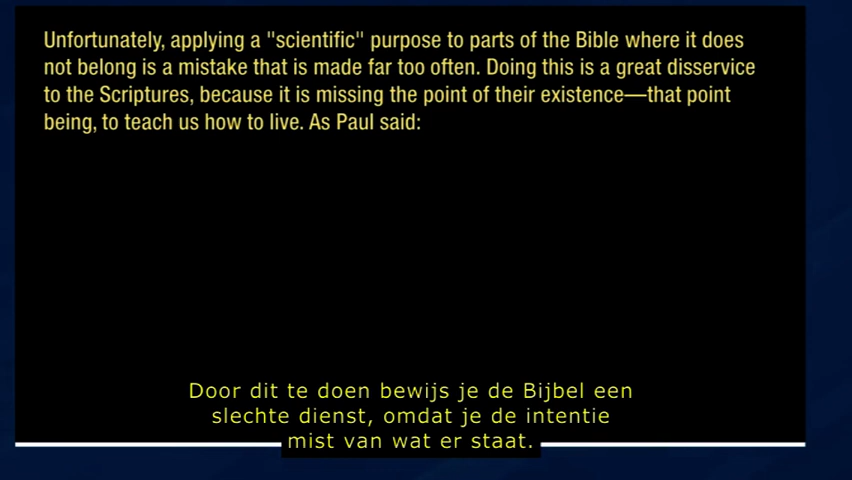 Unfortunately, applying a "scientific" purpose to parts of the Bible where it does
not belong is a mistake that is made far too often. Doing this is a great disservice
to the Scriptures, because it is missing the point of their existence—that point
being, to teach us how to live. As Paul said:
Door dit te doen bewijs je de Bijbel een
slechte dienst, omdat je de intentie
mist van wat er staat.